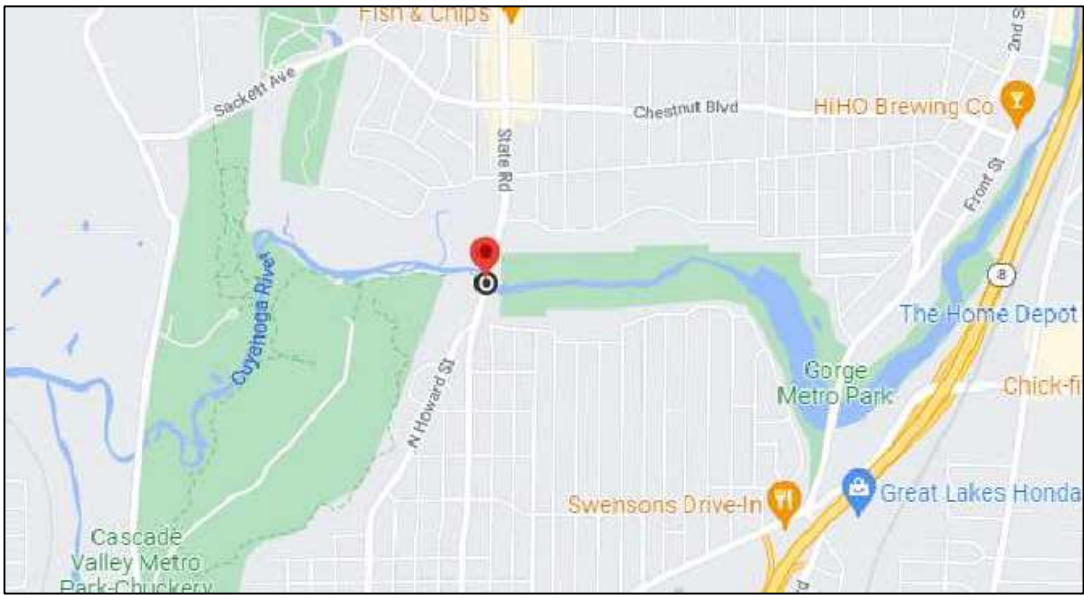 Fish & Chips
Sackett Ave
State Rd
Chestnut Blvd
HiHO Brewing Co
2nd S
Front St
8
The Home Depot
Cuyahoga River
N Howard St
Gorge
Metro Park
Chick-fi
Swensons Drive-In
Great Lakes Honda
Cascade
Valley Metro
Park-Chuckery